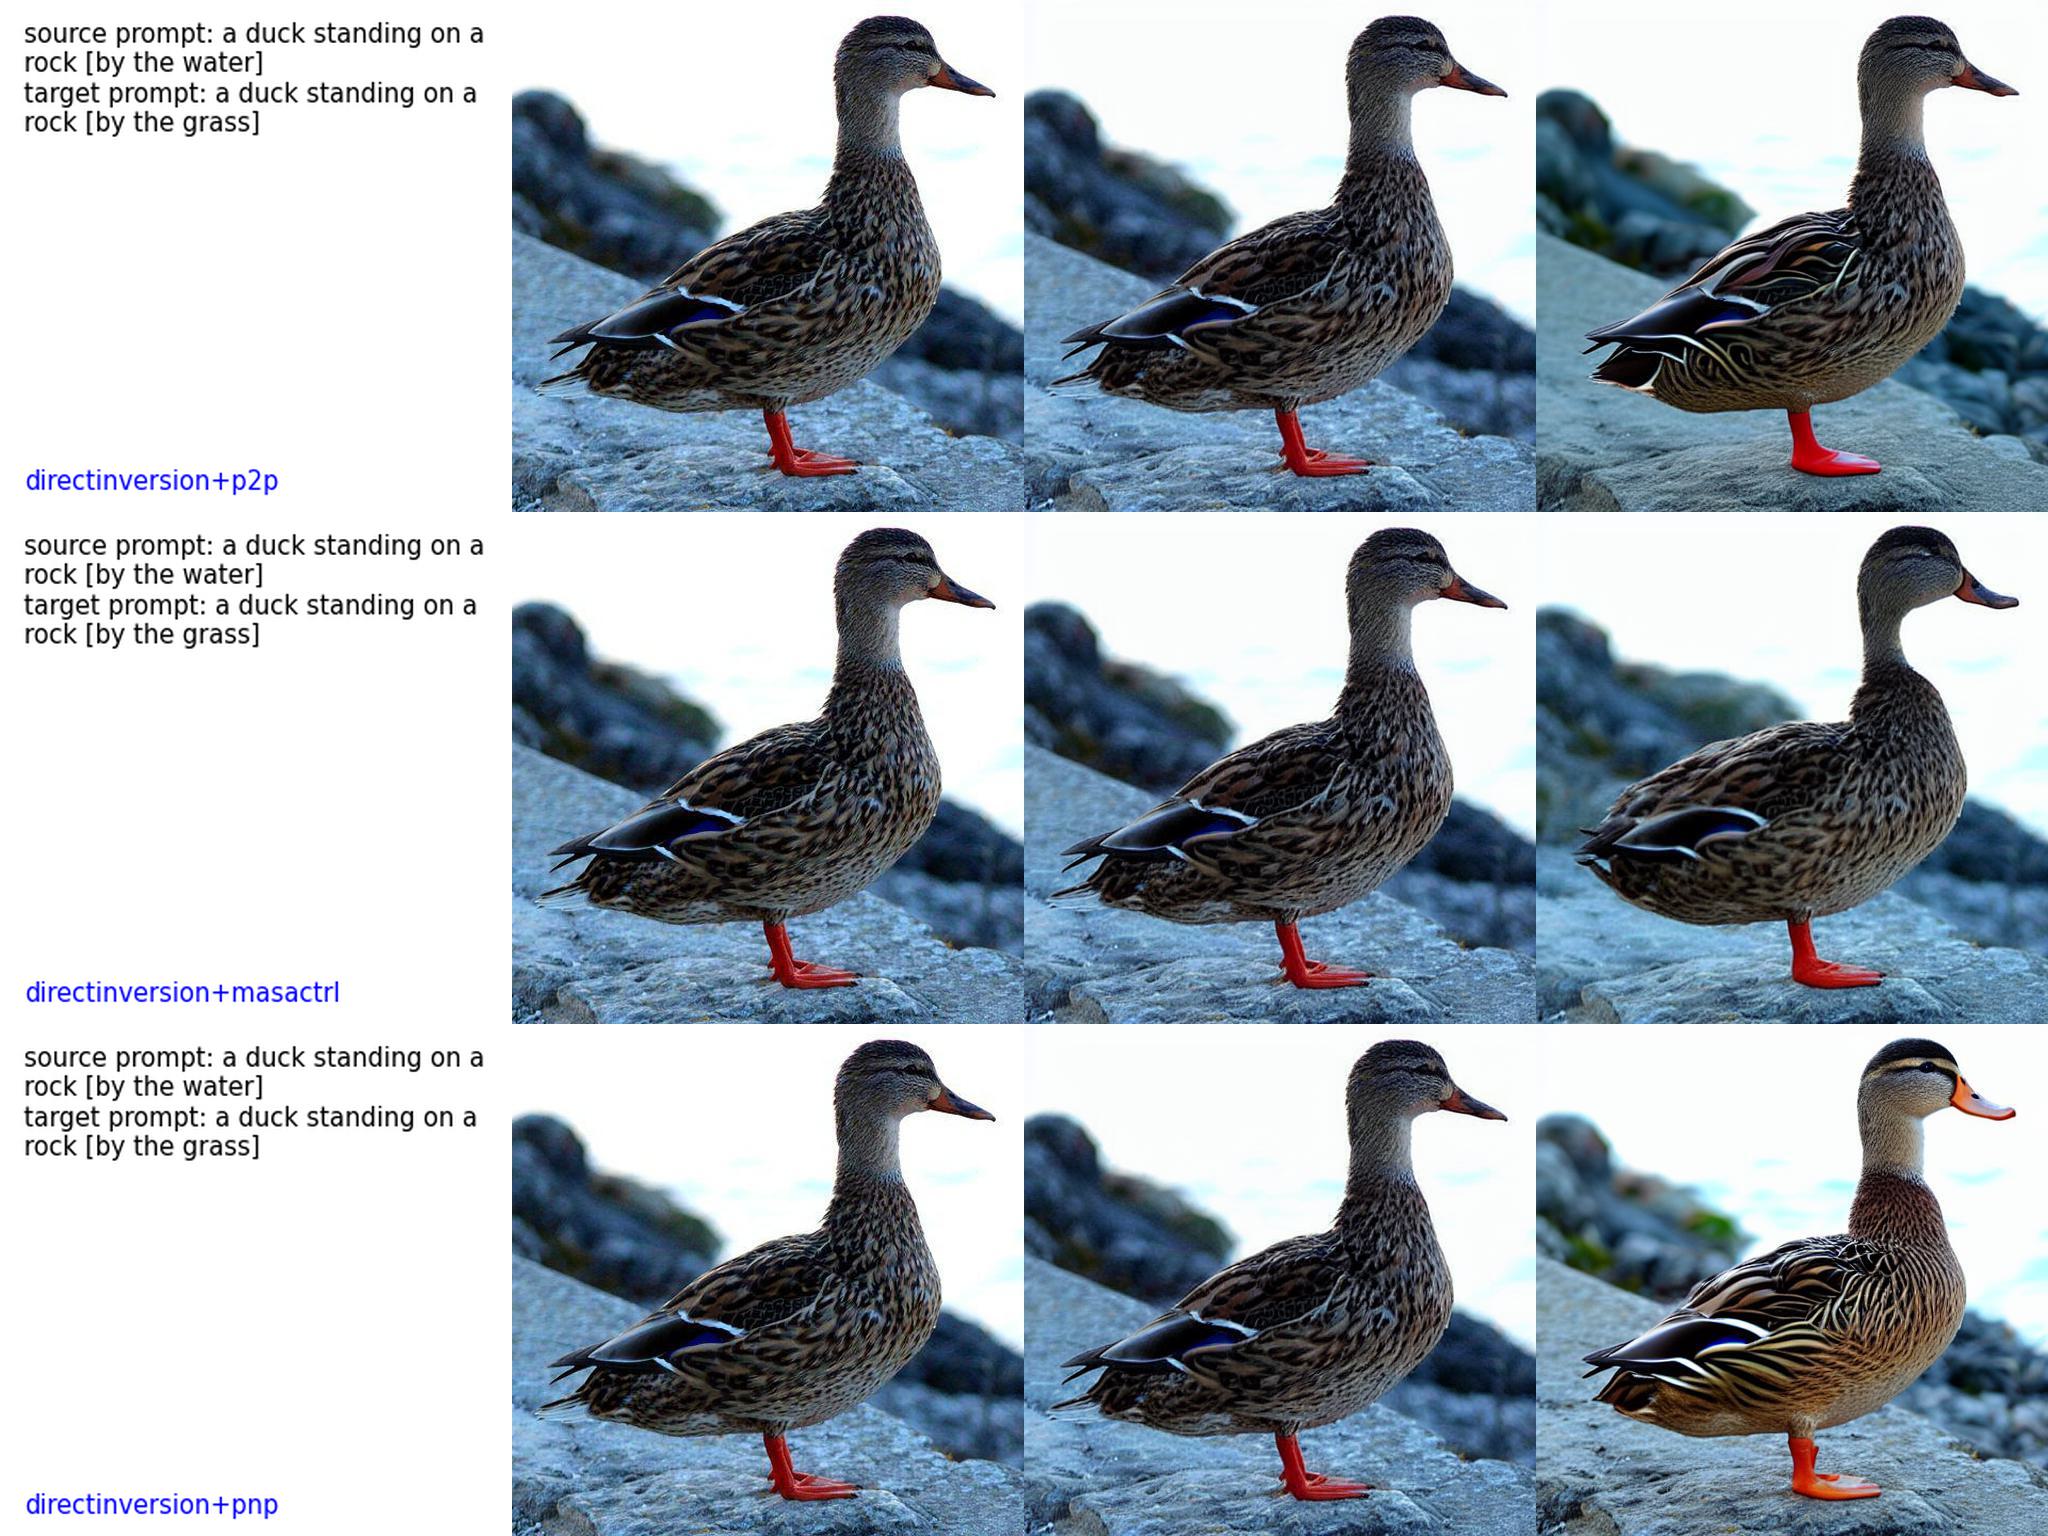 source prompt: a duck standing on a
rock [by the water]
target prompt: a duck standing on a
rock [by the grass]
directinversion+p2p
source prompt: a duck standing on a
rock [by the water]
target prompt: a duck standing on a
rock [by the grass]
directinversion+masactrl
source prompt: a duck standing on a
rock [by the water]
target prompt: a duck standing on a
rock [by the grass]
directinversion+pnp